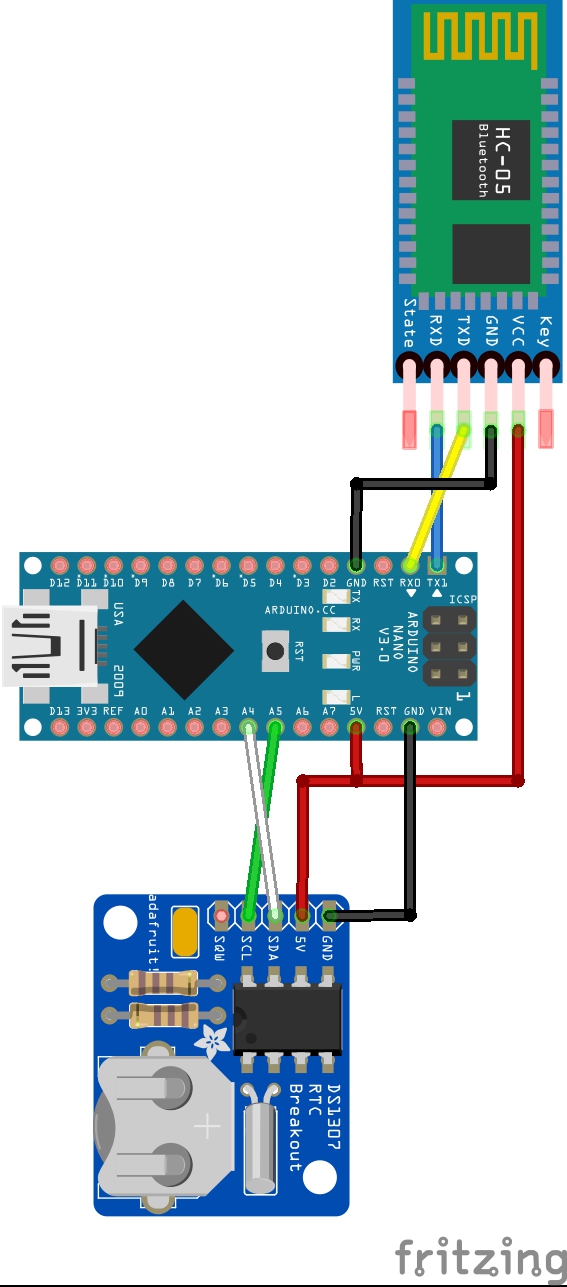 HC-05
Bluetooth
State
RXD
TXD
GND
VCC
Key
D12
D11
D10
D9
D8
D7
D6
D5
D4
D3
D2
GND
RST
RX0
TX1
TX
RX
PWR
L
USA
2009
ARDUINO.CC
RST
ICSP
ARDUINO
NANO
V3.0
1
D13
3V3
REF
A0
A1
A2
A3
A4
A5
A6
A7
5V
RST
GND
VIN
adafruit!
SQW
SCL
SDA
5V
GND
DS1307
RTC
Breakout
fritzing